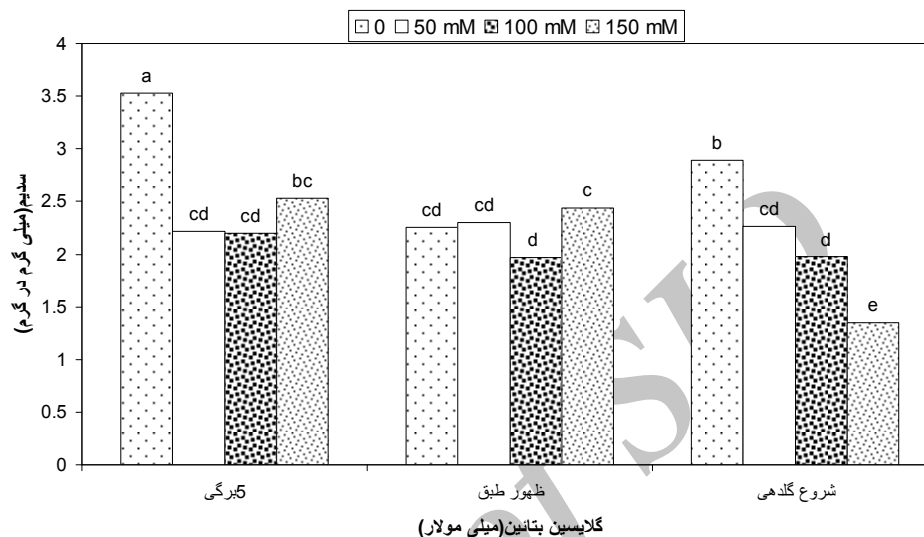 0 50 mM 100 mM 150 mM
4
3.5
3
2.5
2
1.5
1
0.5
0
سدیم(میلی گرم در گرم)
a
cd
cd
bc
cd
cd
d
c
b
cd
d
e
5برگی
ظهور طبق
شروع گلدهی
گلایسین بتائین(میلی مولار)